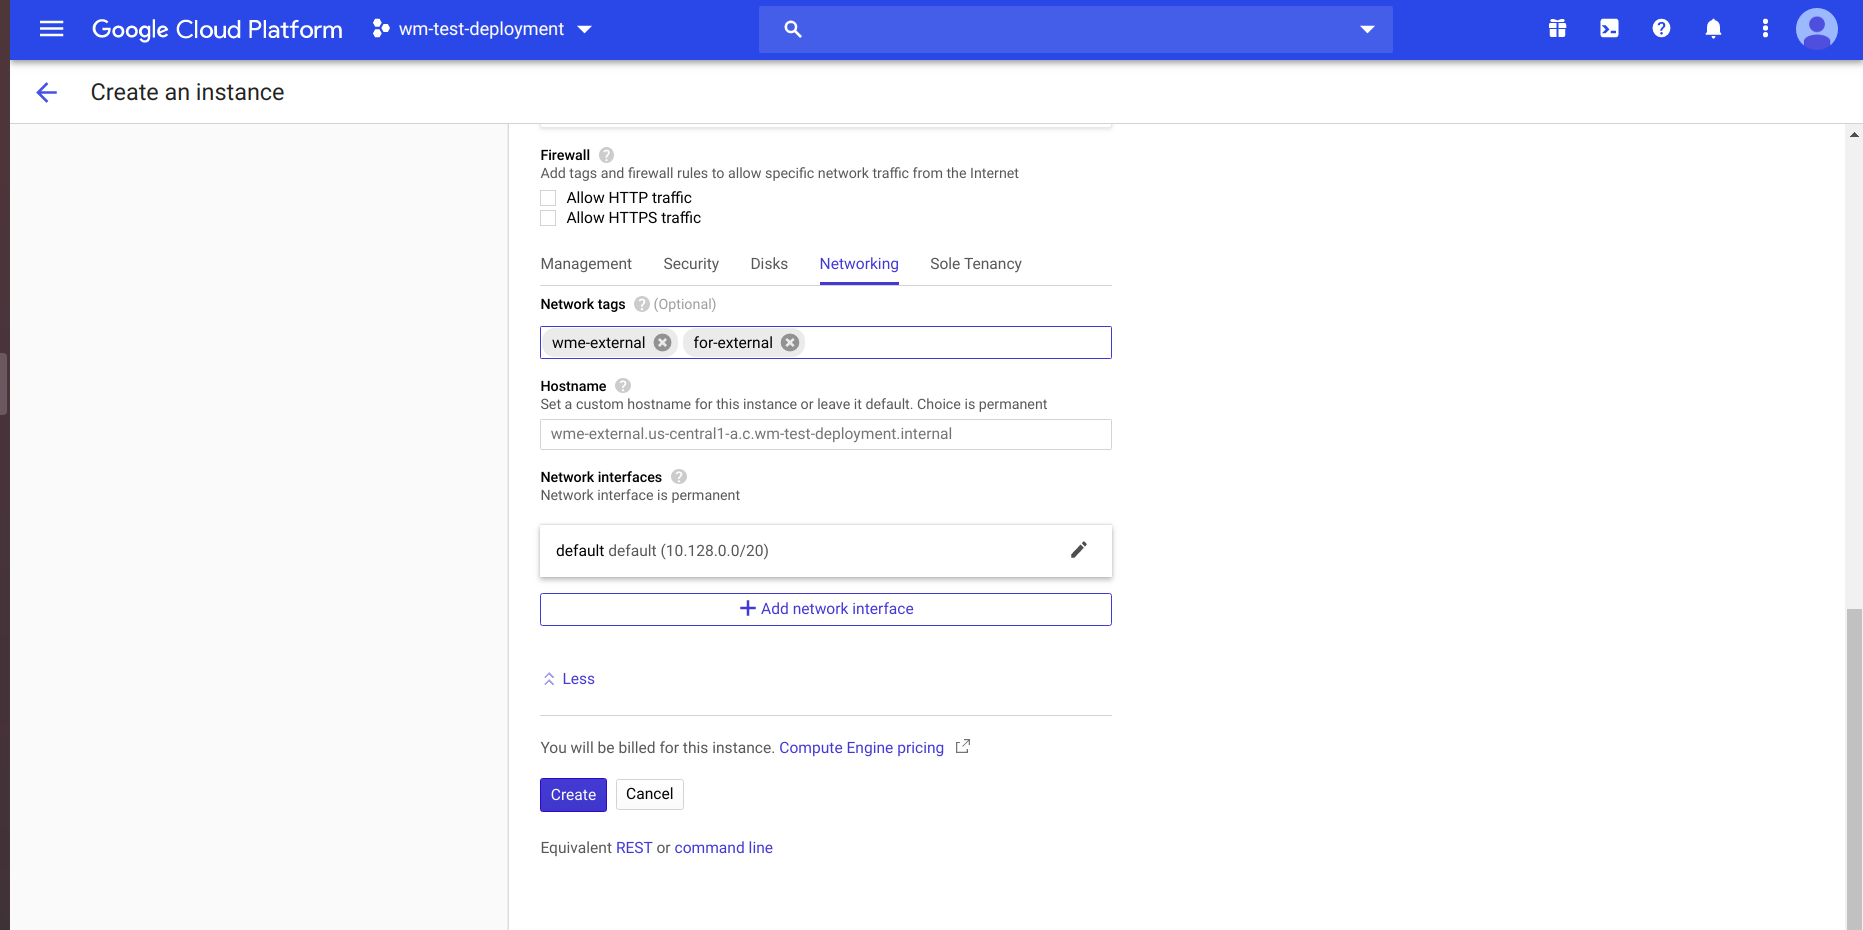 Google Cloud Platform wm-test-deployment
Create an instance
Firewall
Add tags and firewall rules to allow specific network traffic from the Internet
Allow HTTP traffic
Allow HTTPS traffic
Management Security Disks Networking Sole Tenancy
Network tags (Optional)
wme-external for-external
Hostname
Set a custom hostname for this instance or leave it default. Choice is permanent
wme-external.us-central1-a.c.wm-test-deployment.internal
Network interfaces
Network interface is permanent
default default (10.128.0.0/20)
Add network interface
Less
You will be billed for this instance. Compute Engine pricing
Create Cancel
Equivalent REST or command line